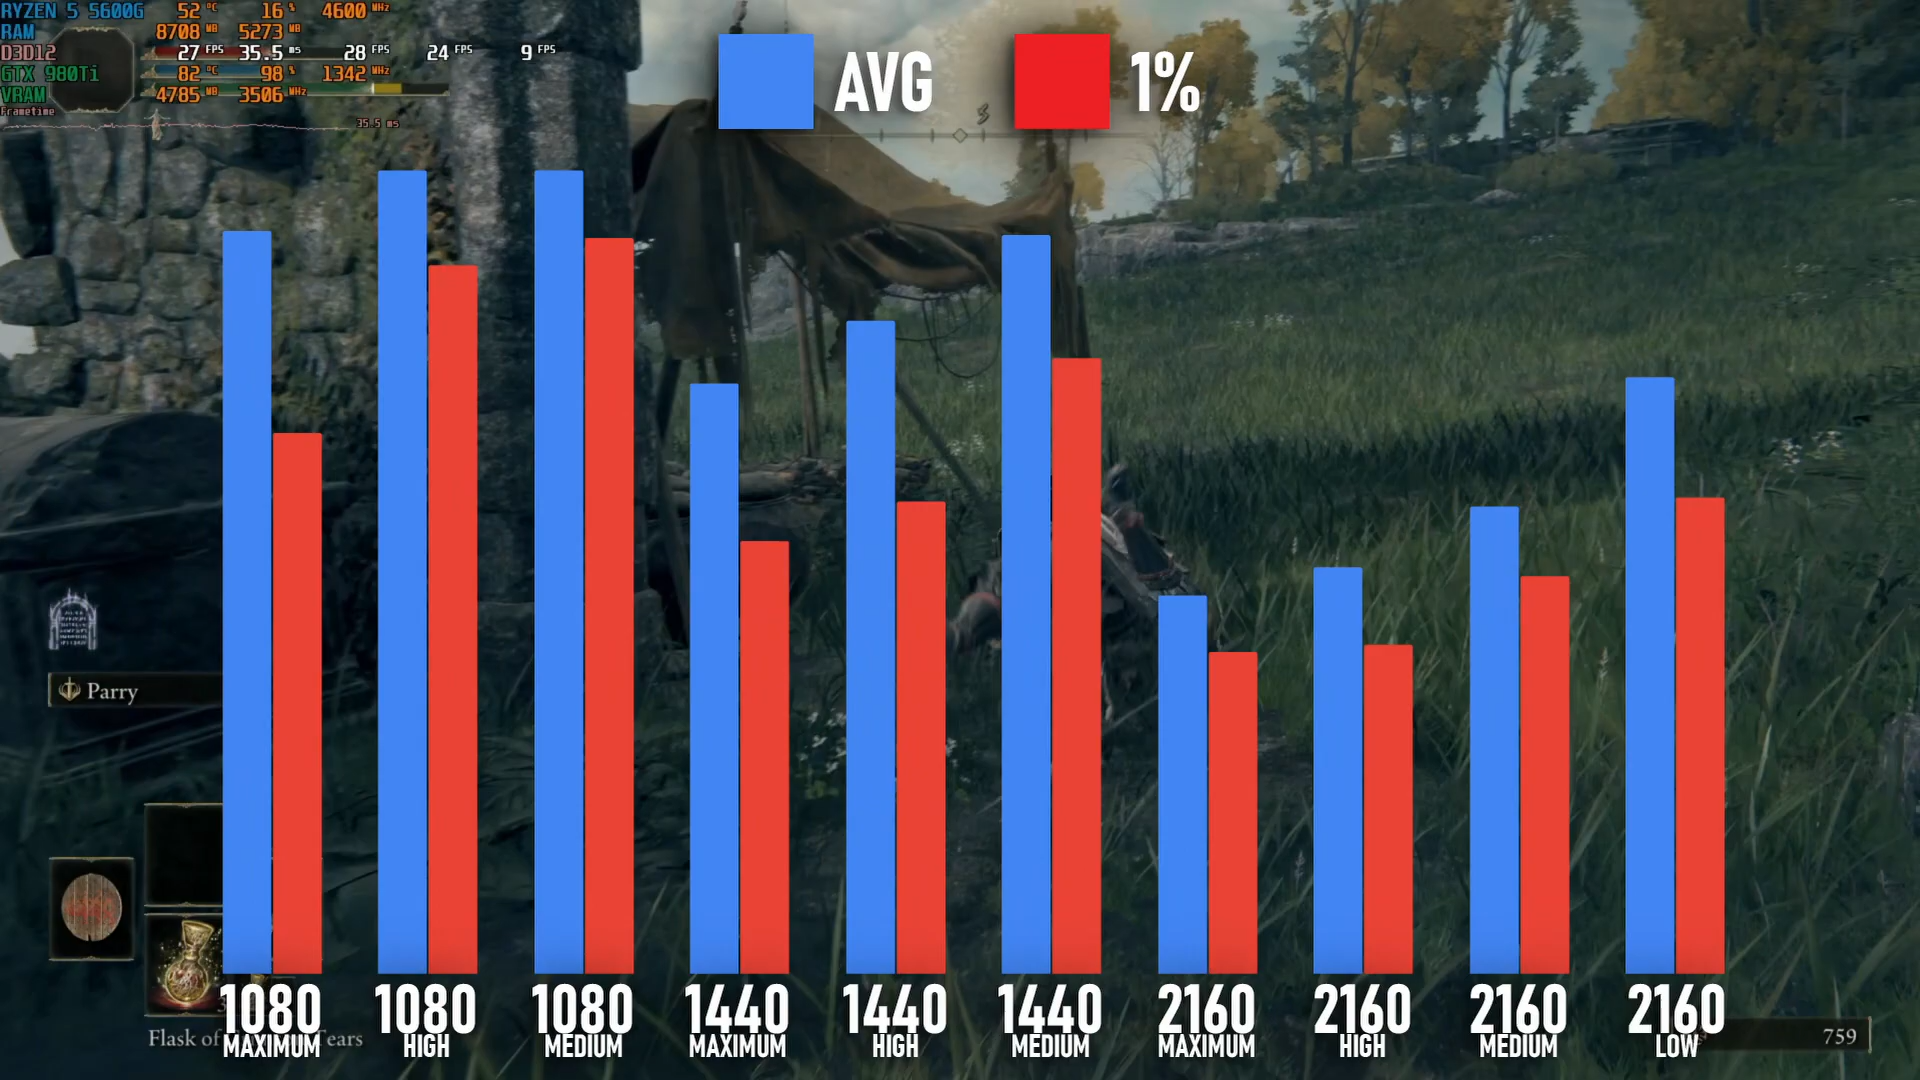 RYZEN 5 5600G 52 °C 16 % 4600 MHz
RAM 8708 MB 5273 MB
D3D12 27 FPS 35.5 ms 28 FPS 24 FPS 9 FPS
GTX 980Ti 82 °C 98 % 1342 MHz
VRAM 4785 MB 3506 MHz
Frametime
35.5 ms
AVG 1%
Parry
1080 1080 1080 1440 1440 1440 2160 2160 2160 2160
MAXIMUM HIGH MEDIUM MAXIMUM HIGH MEDIUM MAXIMUM HIGH MEDIUM LOW
Flask of Tears
759